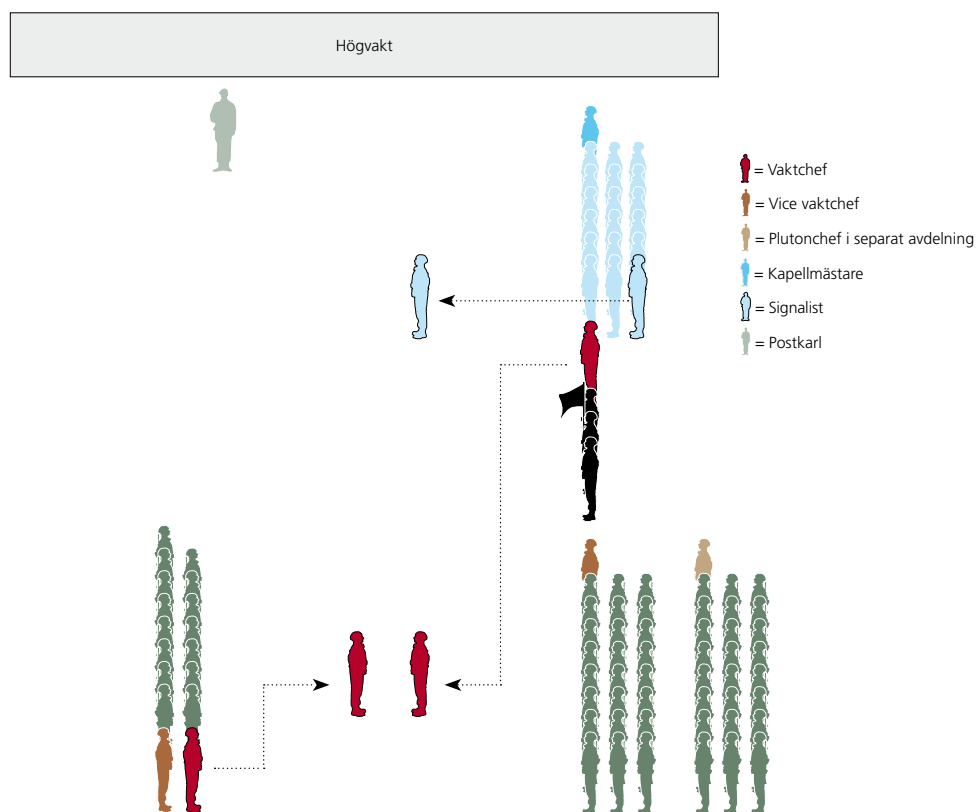 Högvakt
= Vaktchef
= Vice vaktchef
= Plutonchef i separat avdelning
= Kapellmästare
= Signalist
= Postkarl